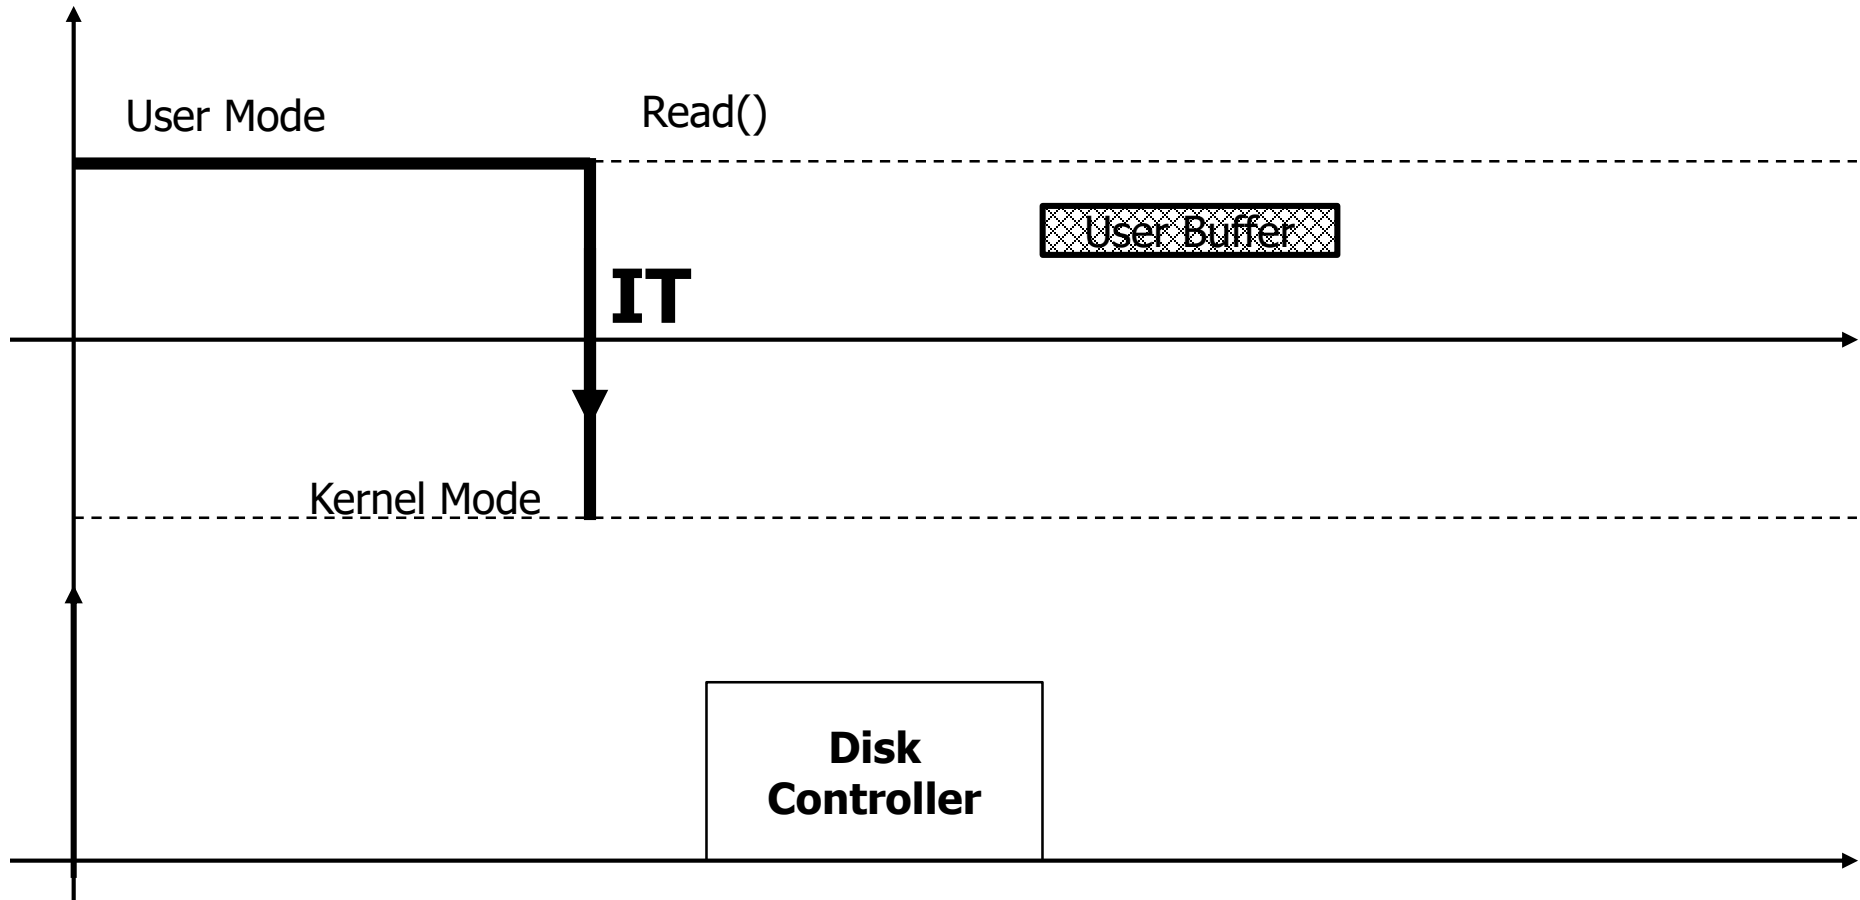 User Mode
Read()
User Buffer
IT
Kernel Mode
Disk
Controller